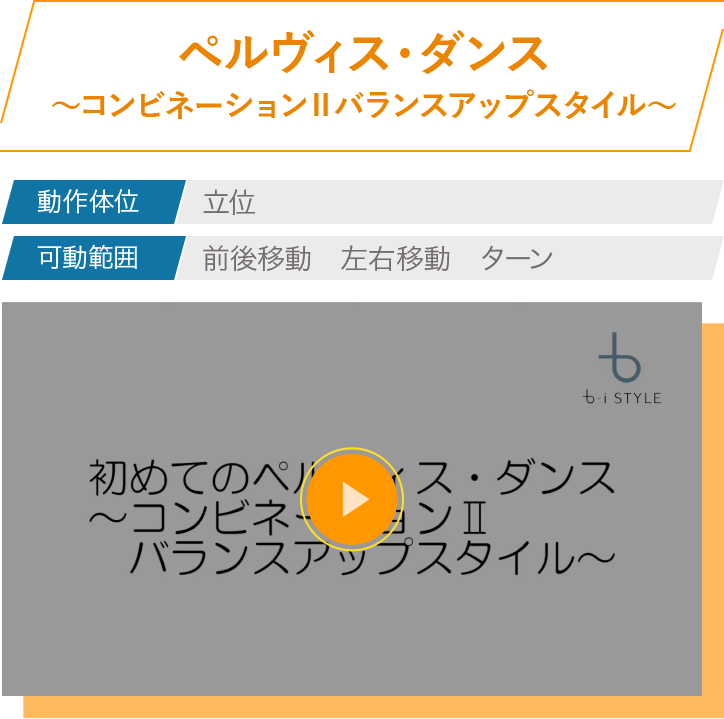 ペルヴィス・ダンス
～コンビネーションⅡバランスアップスタイル～
動作体位 立位
可動範囲 前後移動 左右移動 ターン
b-i STYLE
初めてのペルヴィス・ダンス
～コンビネーションⅡ
バランスアップスタイル～